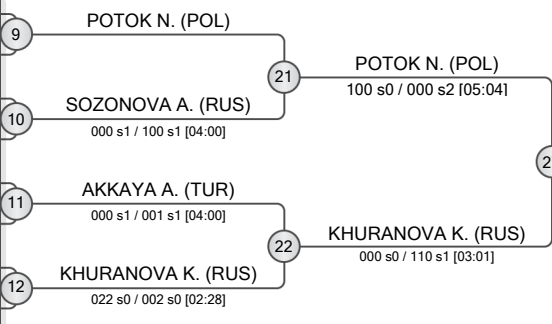 9
POTOK N. (POL)
21
POTOK N. (POL)
100 s0 / 000 s2 [05:04]
10
SOZONOVA A. (RUS)
000 s1 / 100 s1 [04:00]
2
11
AKKAYA A. (TUR)
000 s1 / 001 s1 [04:00]
22
KHURANOVA K. (RUS)
000 s0 / 110 s1 [03:01]
12
KHURANOVA K. (RUS)
022 s0 / 002 s0 [02:28]